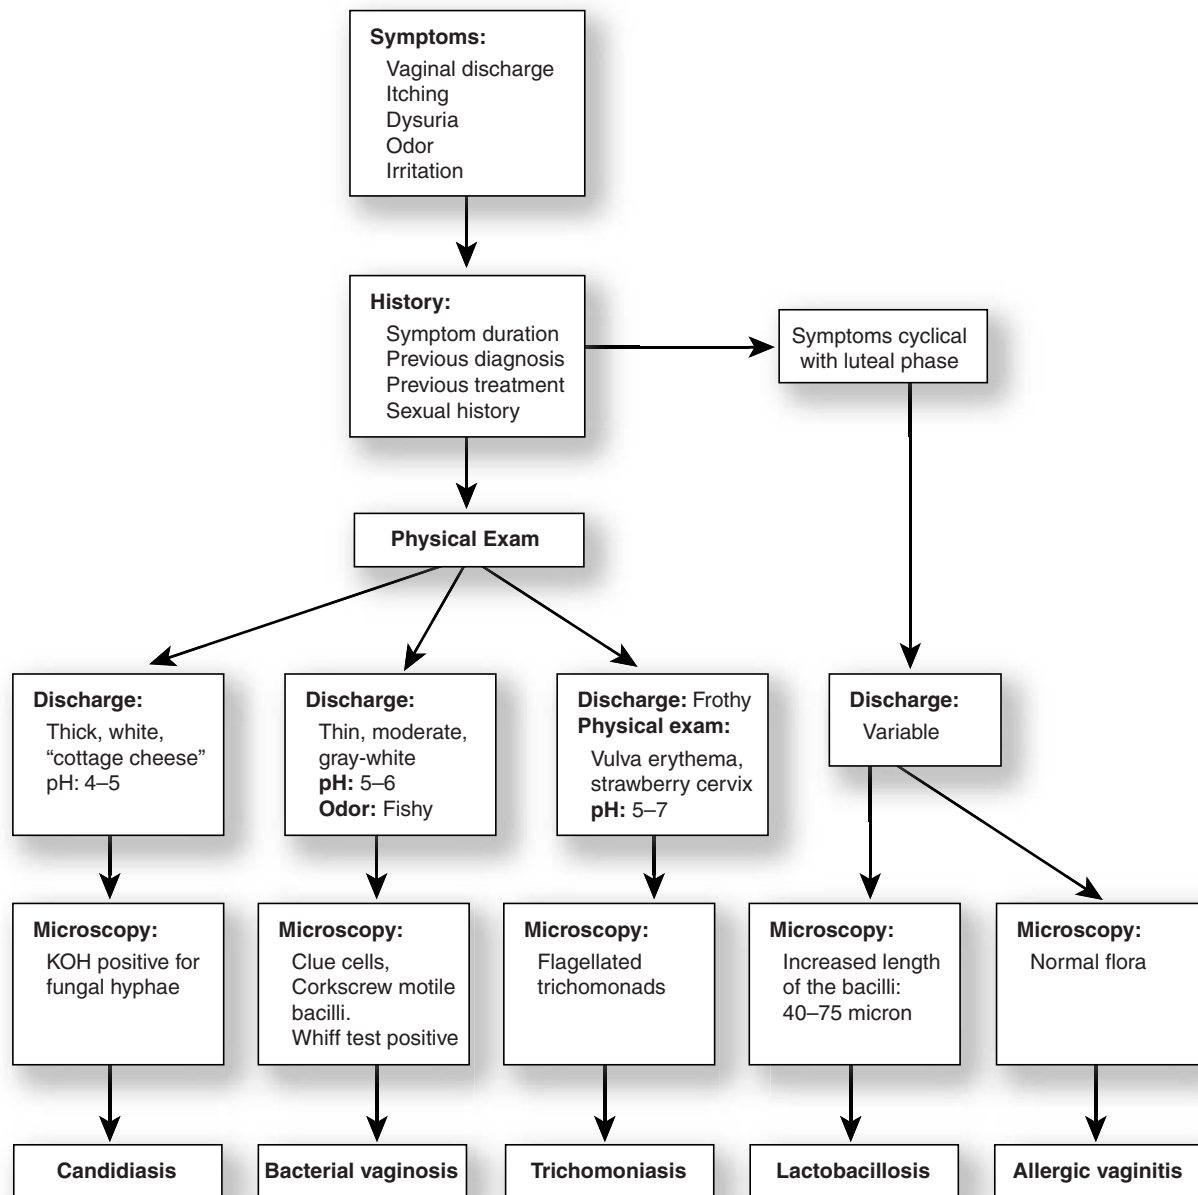 Symptoms:
Vaginal discharge
Itching
Dysuria
Odor
Irritation
History:
Symptom duration
Previous diagnosis
Previous treatment
Sexual history
Symptoms cyclical
with luteal phase
Physical Exam
Discharge:
Thick, white,
“cottage cheese”
pH: 4–5
Discharge:
Thin, moderate,
gray-white
pH: 5–6
Odor: Fishy
Discharge: Frothy
Physical exam:
Vulva erythema,
strawberry cervix
pH: 5–7
Discharge:
Variable
Microscopy:
KOH positive for
fungal hyphae
Microscopy:
Clue cells,
Corkscrew motile
bacilli.
Whiff test positive
Microscopy:
Flagellated
trichomonads
Microscopy:
Increased length
of the bacilli:
40–75 micron
Microscopy:
Normal flora
Candidiasis
Bacterial vaginosis
Trichomoniasis
Lactobacillosis
Allergic vaginitis